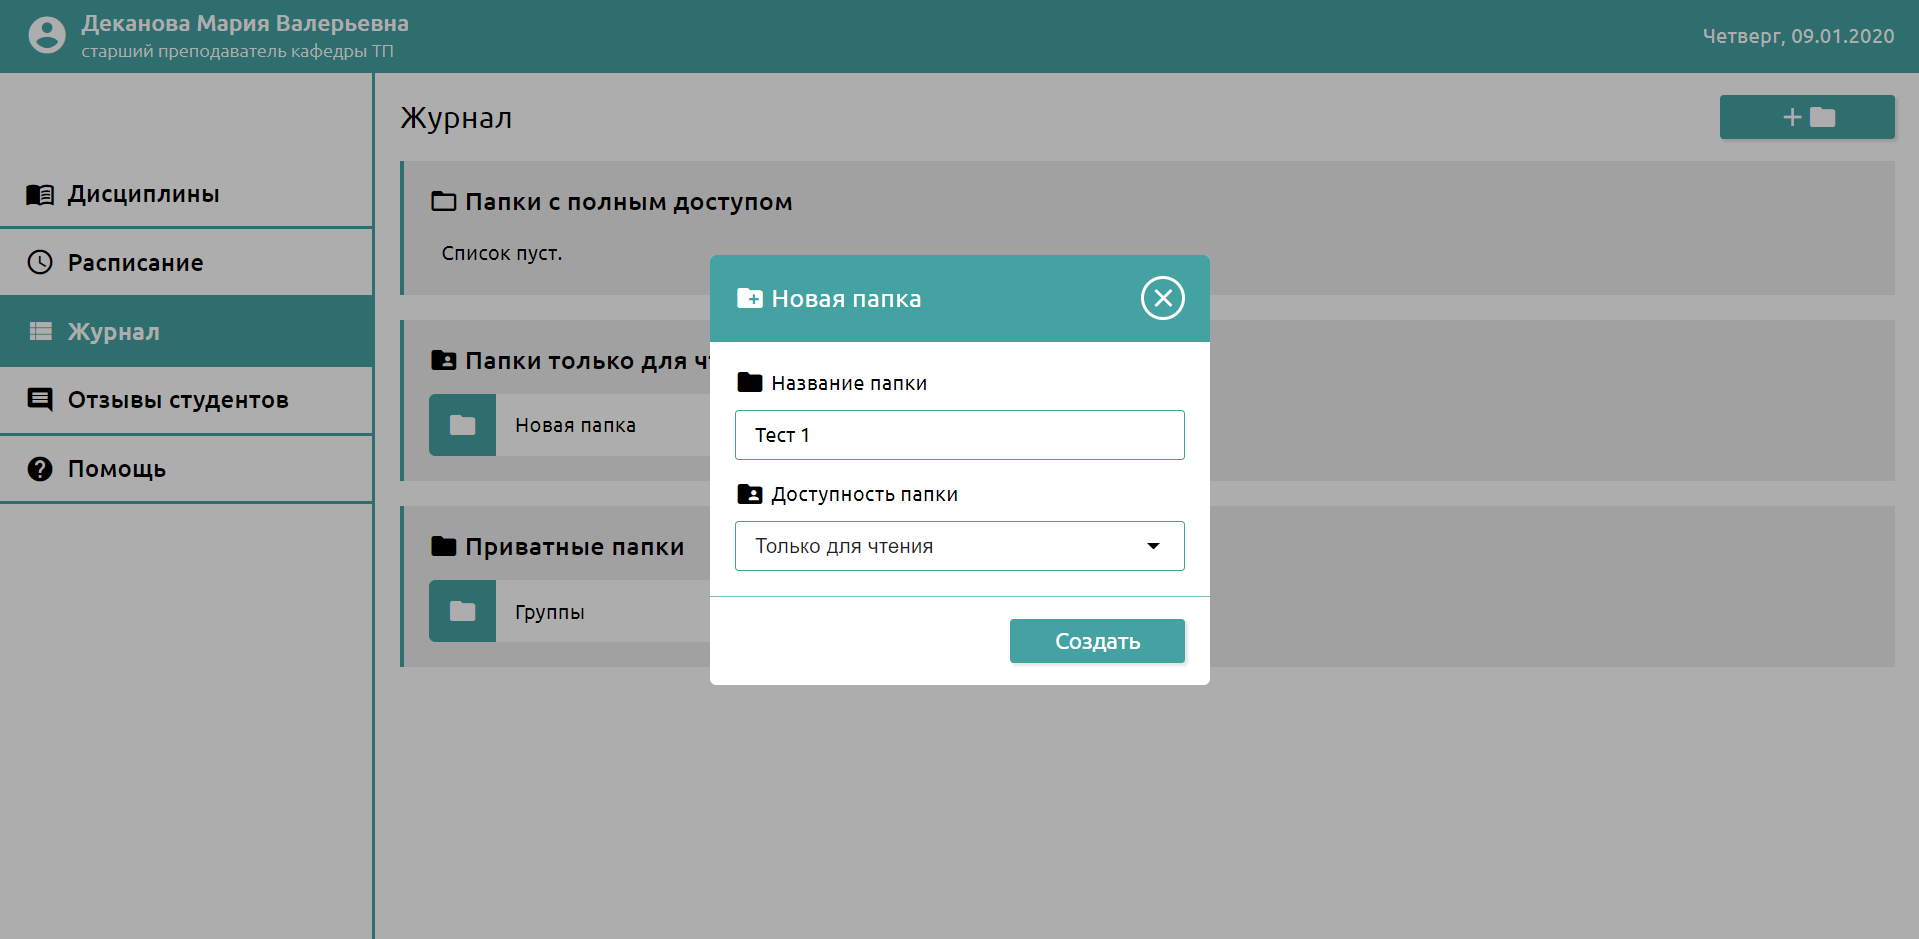 Деканова Мария Валерьевна
старший преподаватель кафедры ТП
Четверг, 09.01.2020
Дисциплины
Расписание
Журнал
Отзывы студентов
Помощь
Журнал
Папки с полным доступом
Список пуст.
Папки только для
Новая папка
Приватные папки
Группы
Новая папка
Название папки
Тест 1
Доступность папки
Только для чтения
Создать